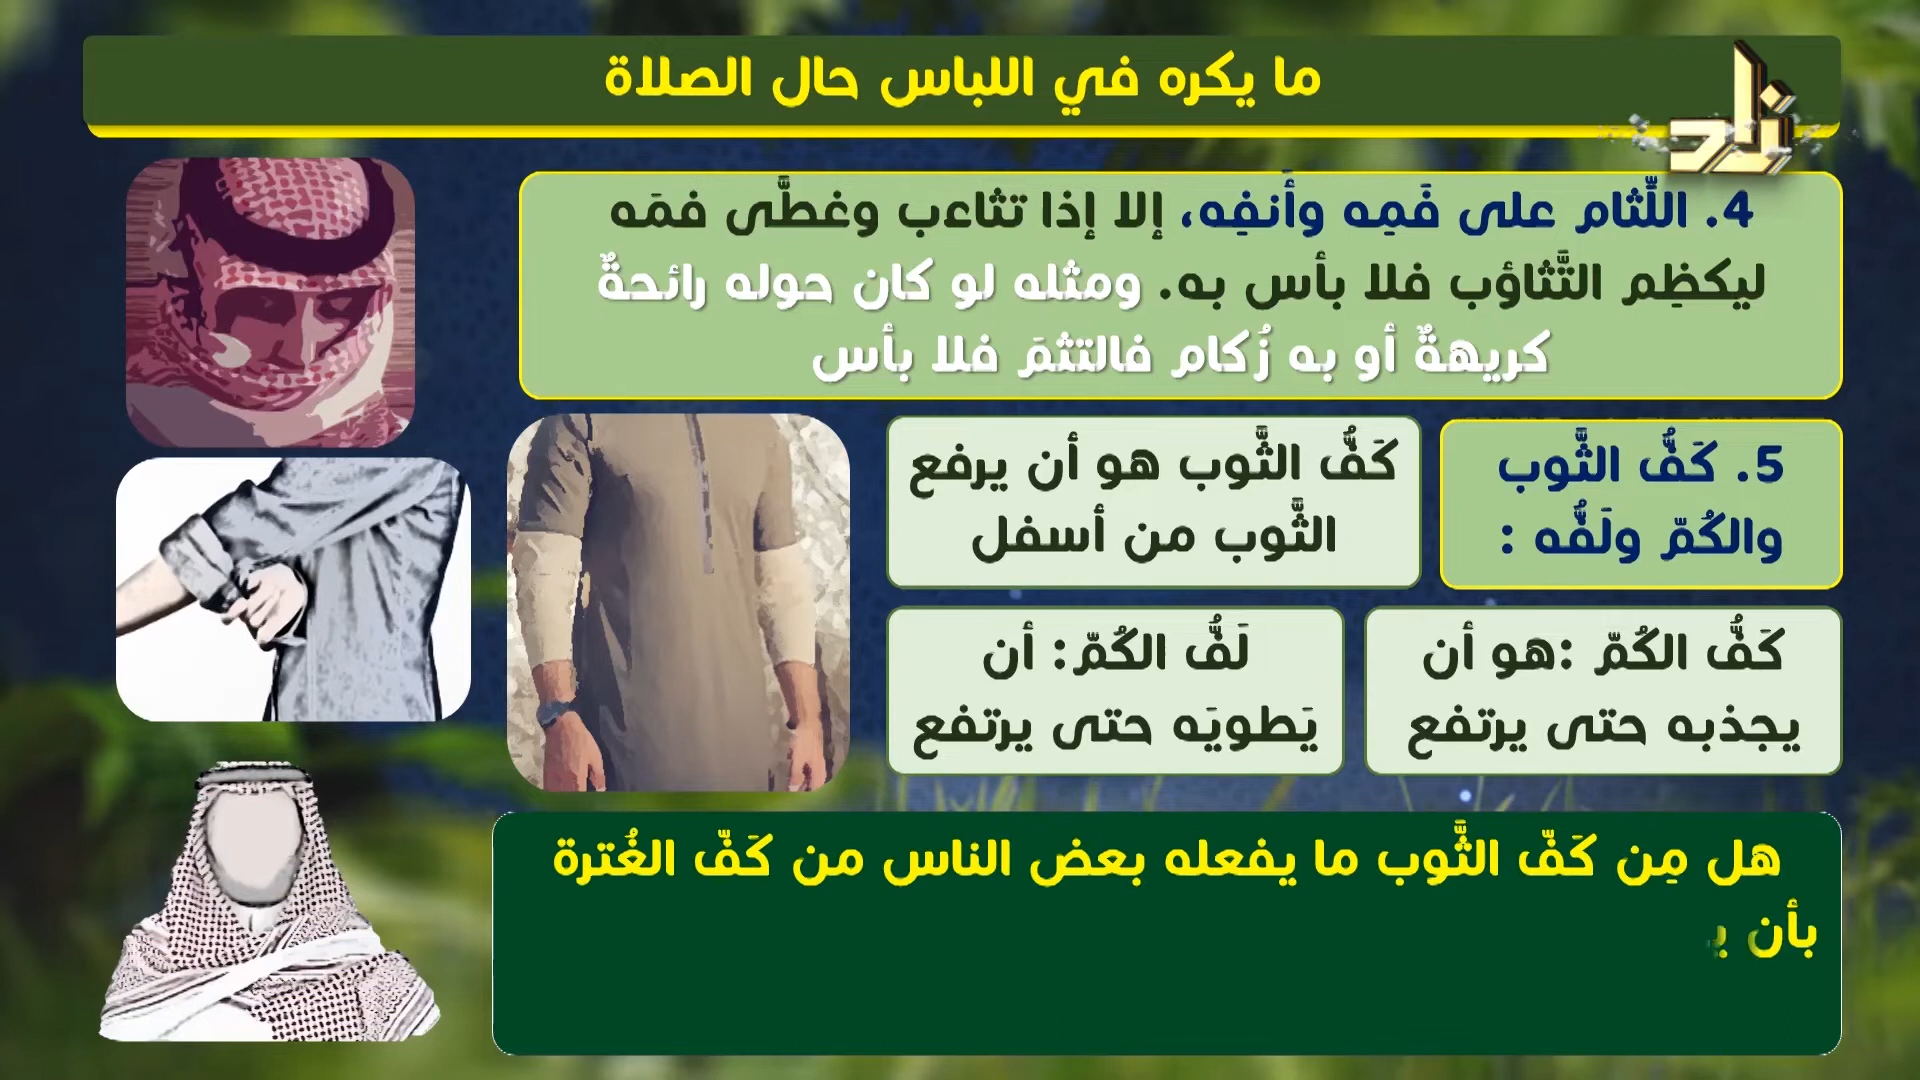 ما يكره في اللباس حال الصلاة
زاد
4. اللِّثام على فَمِه وأَنفِه، إلا إذا تثاءب وغطَّى فمَه
ليكظِم التَّثاؤب فلا بأس به. ومثله لو كان حوله رائحةٌ
كريهةٌ أو به زُكام فالتثمَ فلا بأس
5. كَفُّ الثَّوب
والكُمّ ولَفُّه :
كَفُّ الثَّوب هو أن يرفع
الثَّوب من أسفل
كَفُّ الكُمّ :هو أن
يجذبه حتى يرتفع
لَفُّ الكُمّ: أن
يَطويَه حتى يرتفع
هل مِن كَفّ الثَّوب ما يفعله بعض الناس من كَفّ الغُترة
بأن